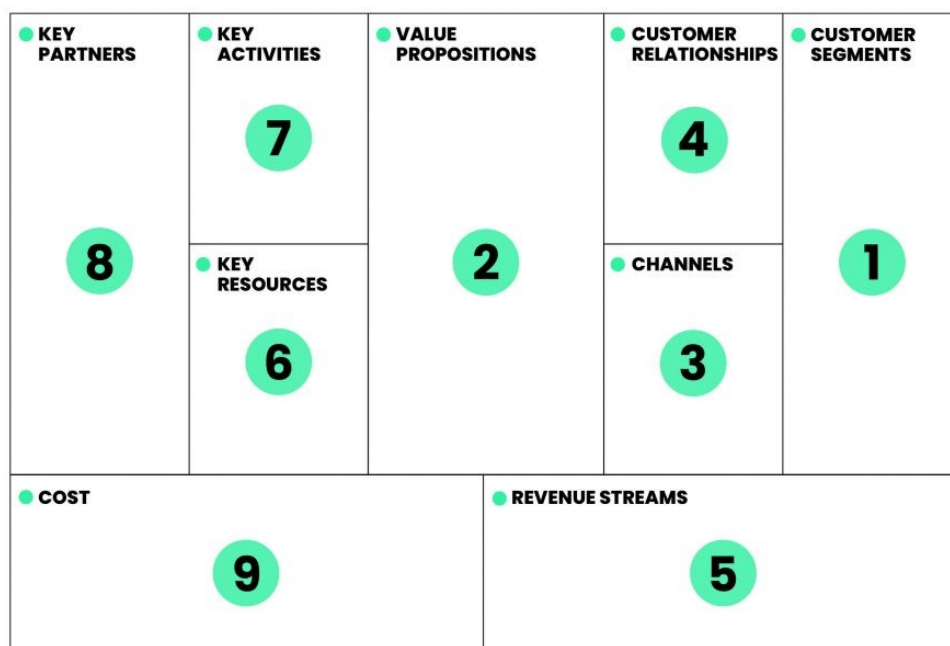 KEY
PARTNERS
8
KEY
ACTIVITIES
7
KEY
RESOURCES
6
VALUE
PROPOSITIONS
2
CUSTOMER
RELATIONSHIPS
4
CHANNELS
3
CUSTOMER
SEGMENTS
1
COST
9
REVENUE STREAMS
5